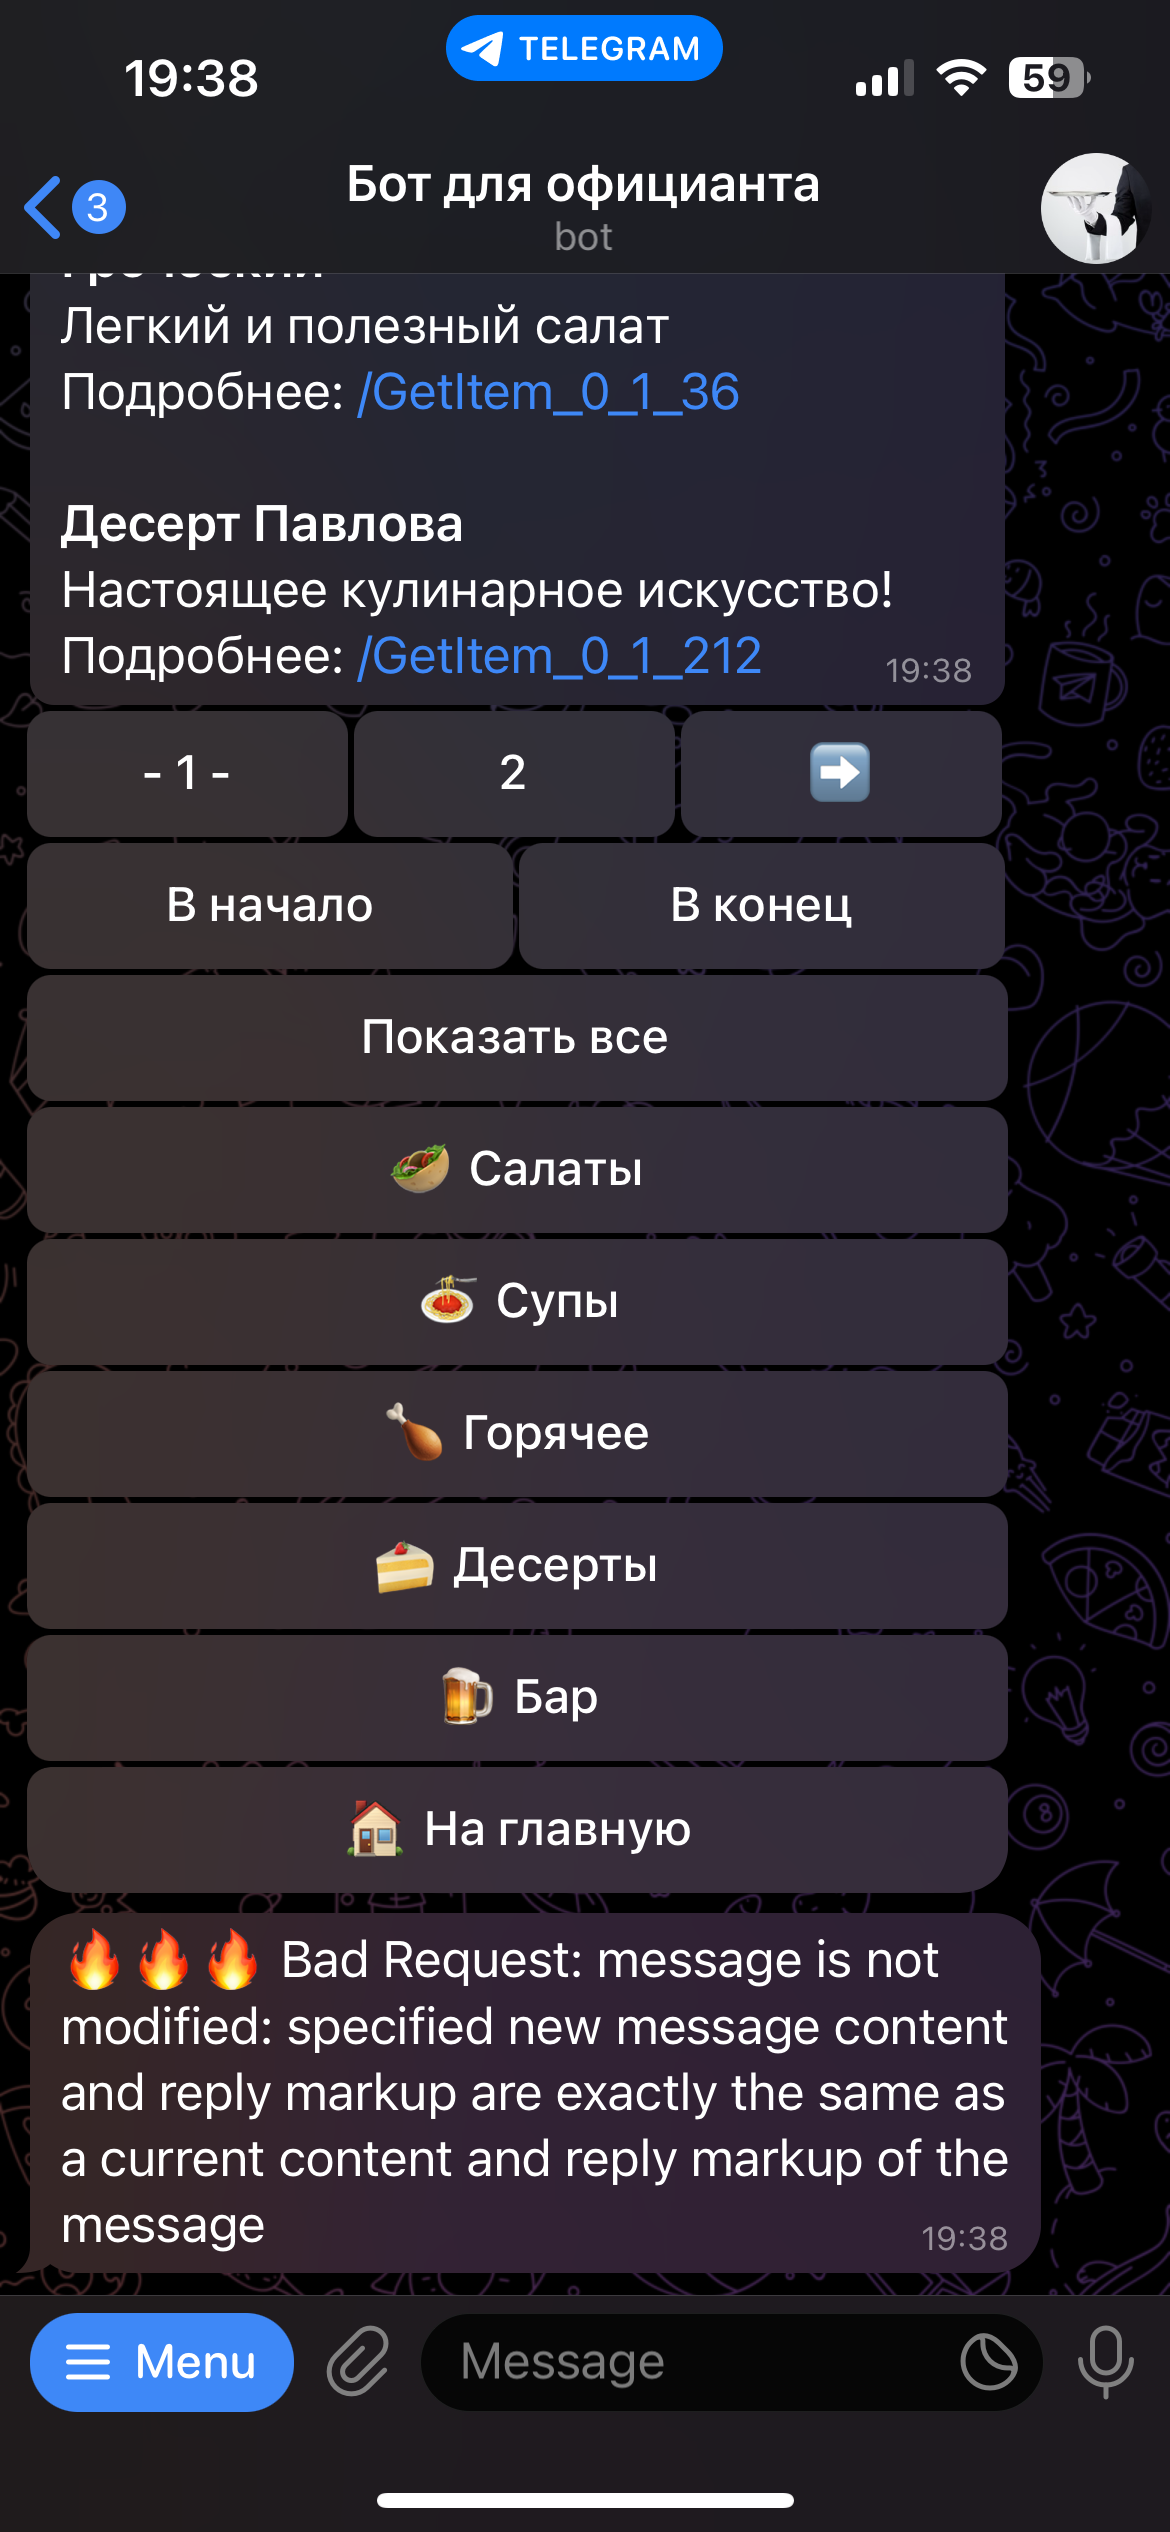 TELEGRAM
19:38
59
3
Бот для официанта
bot
Легкий и полезный салат
Подробнее: /GetItem_0_1_36
Десерт Павлова
Настоящее кулинарное искусство!
Подробнее: /GetItem_0_1_212
19:38
- 1 -
2
В начало
В конец
Показать все
Салаты
Супы
Горячее
Десерты
Бар
На главную
Bad Request: message is not
modified: specified new message content
and reply markup are exactly the same as
a current content and reply markup of the
message
19:38
Menu
Message